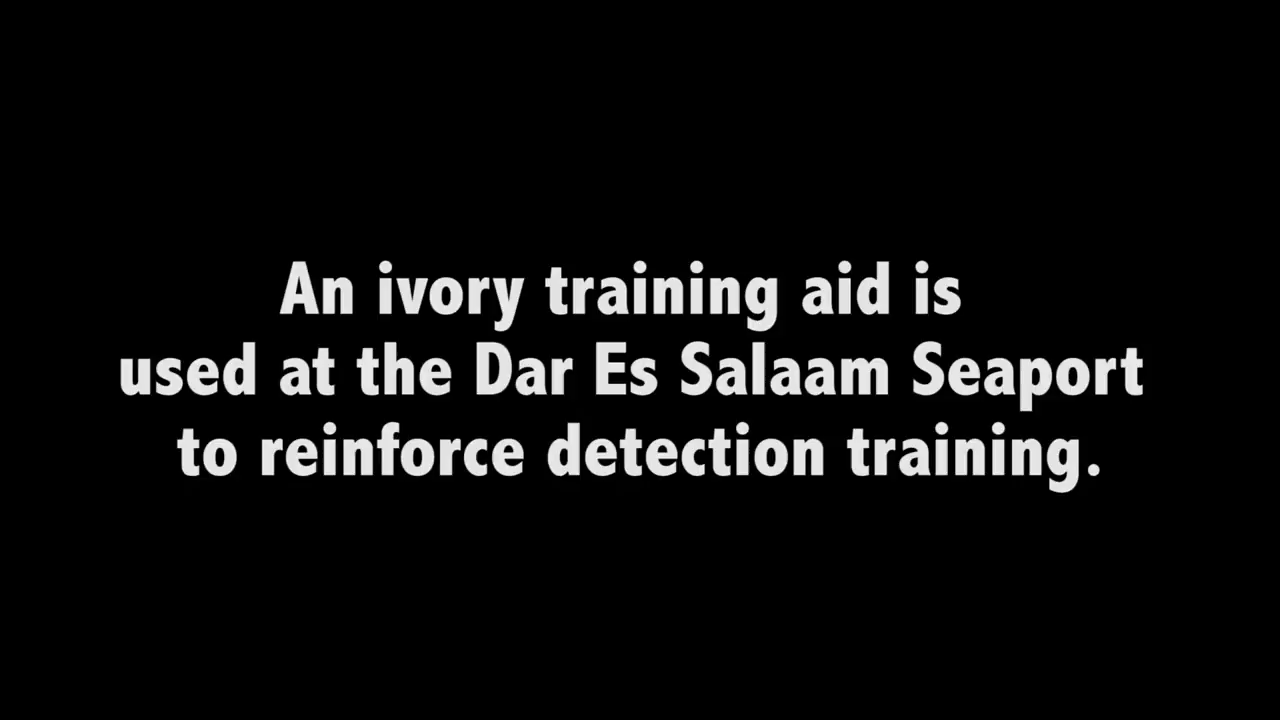 An ivory training aid is
used at the Dar Es Salaam Seaport
to reinforce detection training.